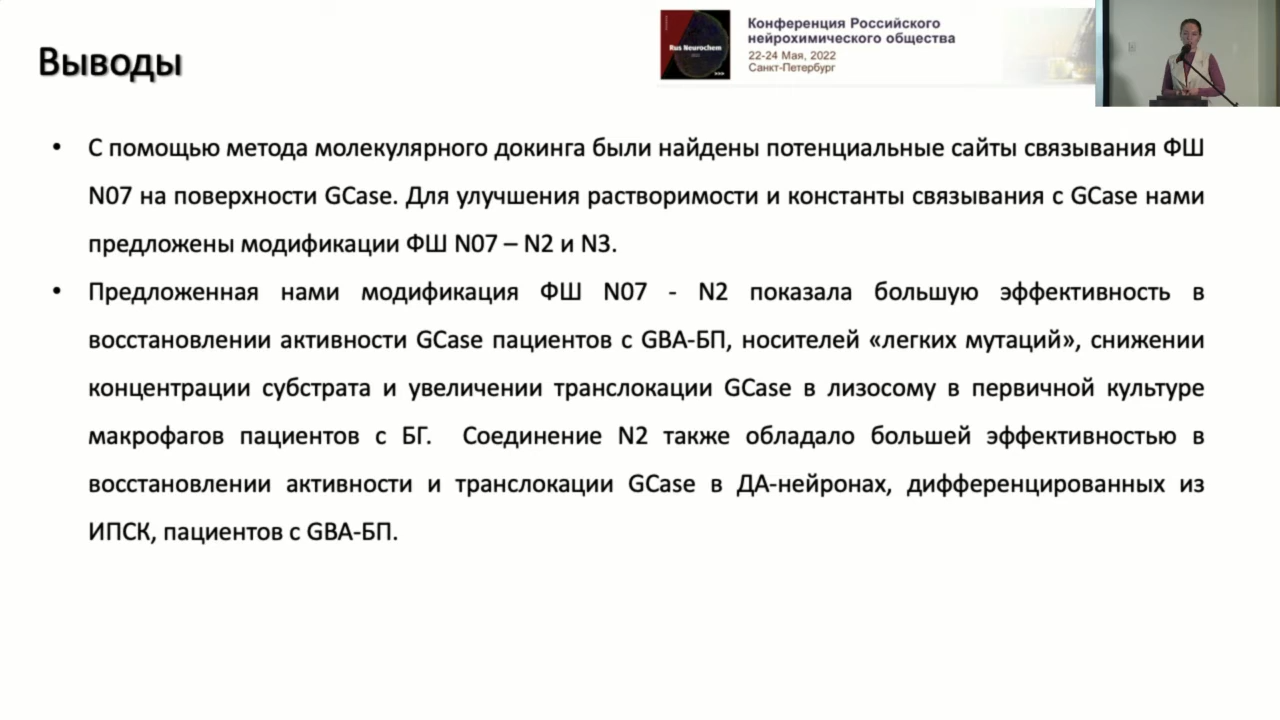 Выводы
Rus Neurochem
Конференция Российского
нейрохимического общества
22-24 Мая, 2022
Санкт-Петербург
• С помощью метода молекулярного докинга были найдены потенциальные сайты связывания ФШ
N07 на поверхности GCase. Для улучшения растворимости и константы связывания с GCase нами
предложены модификации ФШ N07 – N2 и N3.
• Предложенная нами модификация ФШ N07 - N2 показала большую эффективность в
восстановлении активности GCase пациентов с GBA-БП, носителей «легких мутаций», снижении
концентрации субстрата и увеличении транслокации GCase в лизосому в первичной культуре
макрофагов пациентов с БГ. Соединение N2 также обладало большей эффективностью в
восстановлении активности и транслокации GCase в ДА-нейронах, дифференцированных из
ИПСК, пациентов с GBA-БП.